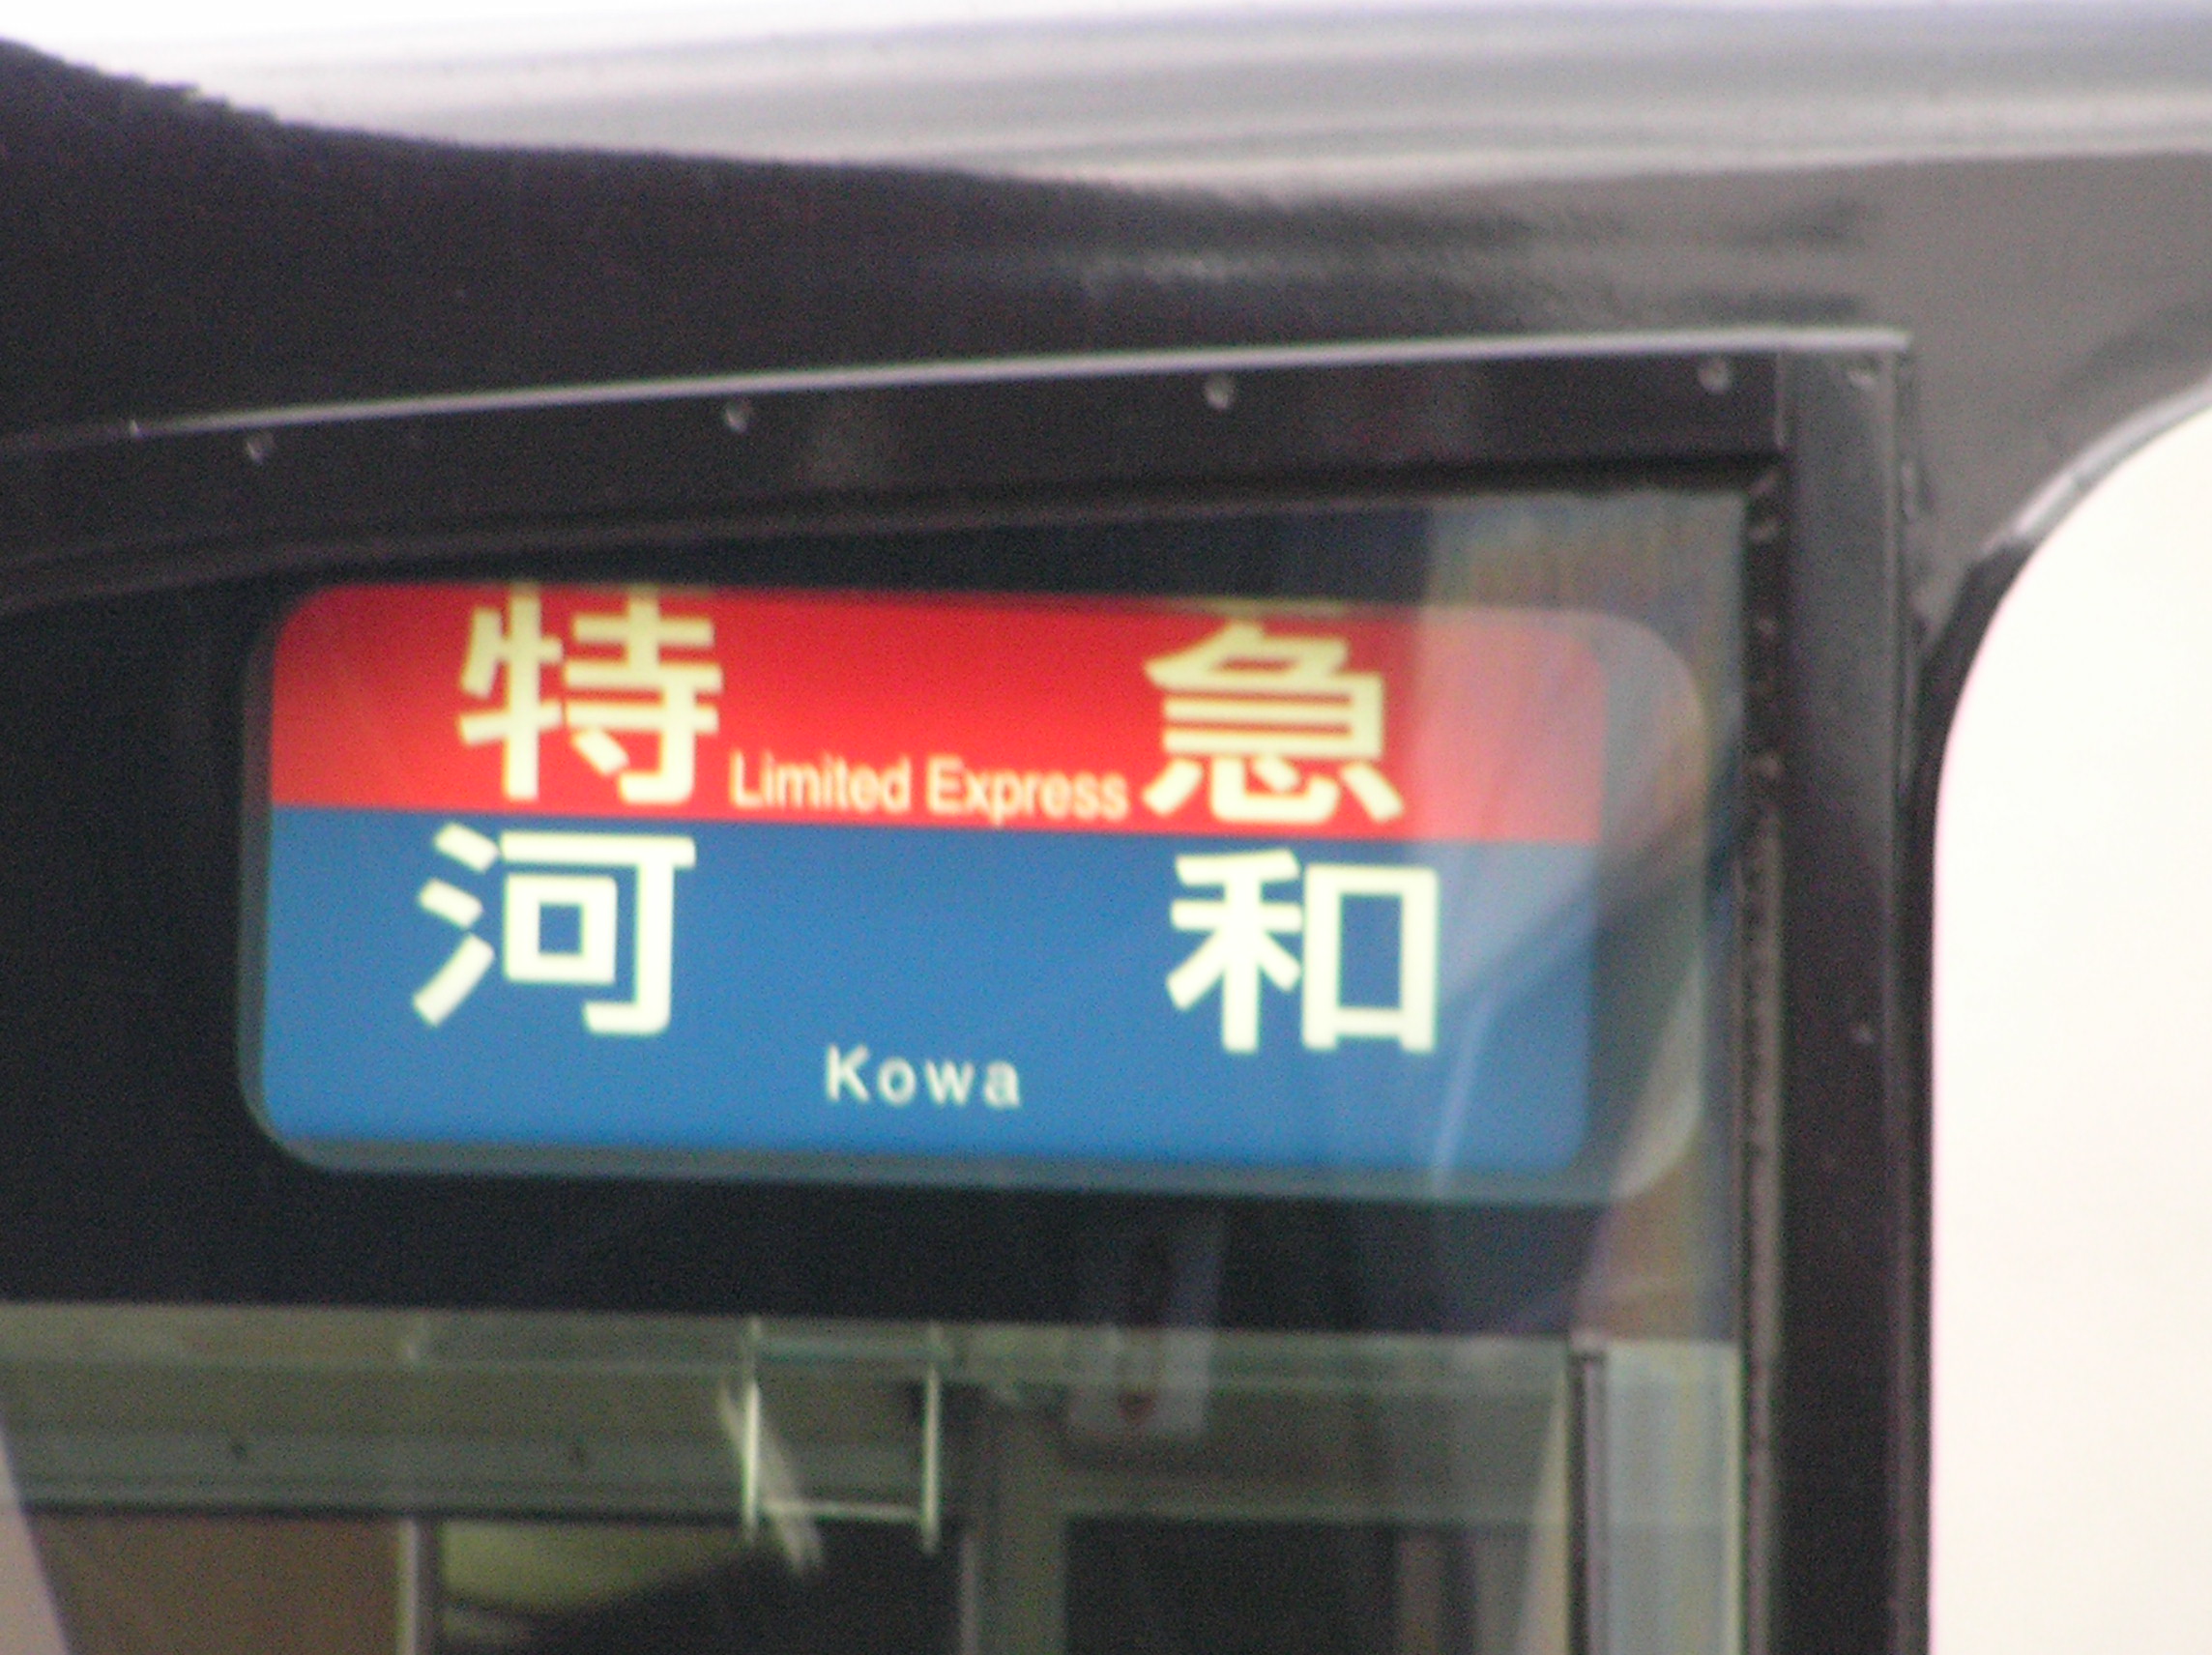 特急
Limited Express
河和
Kowa